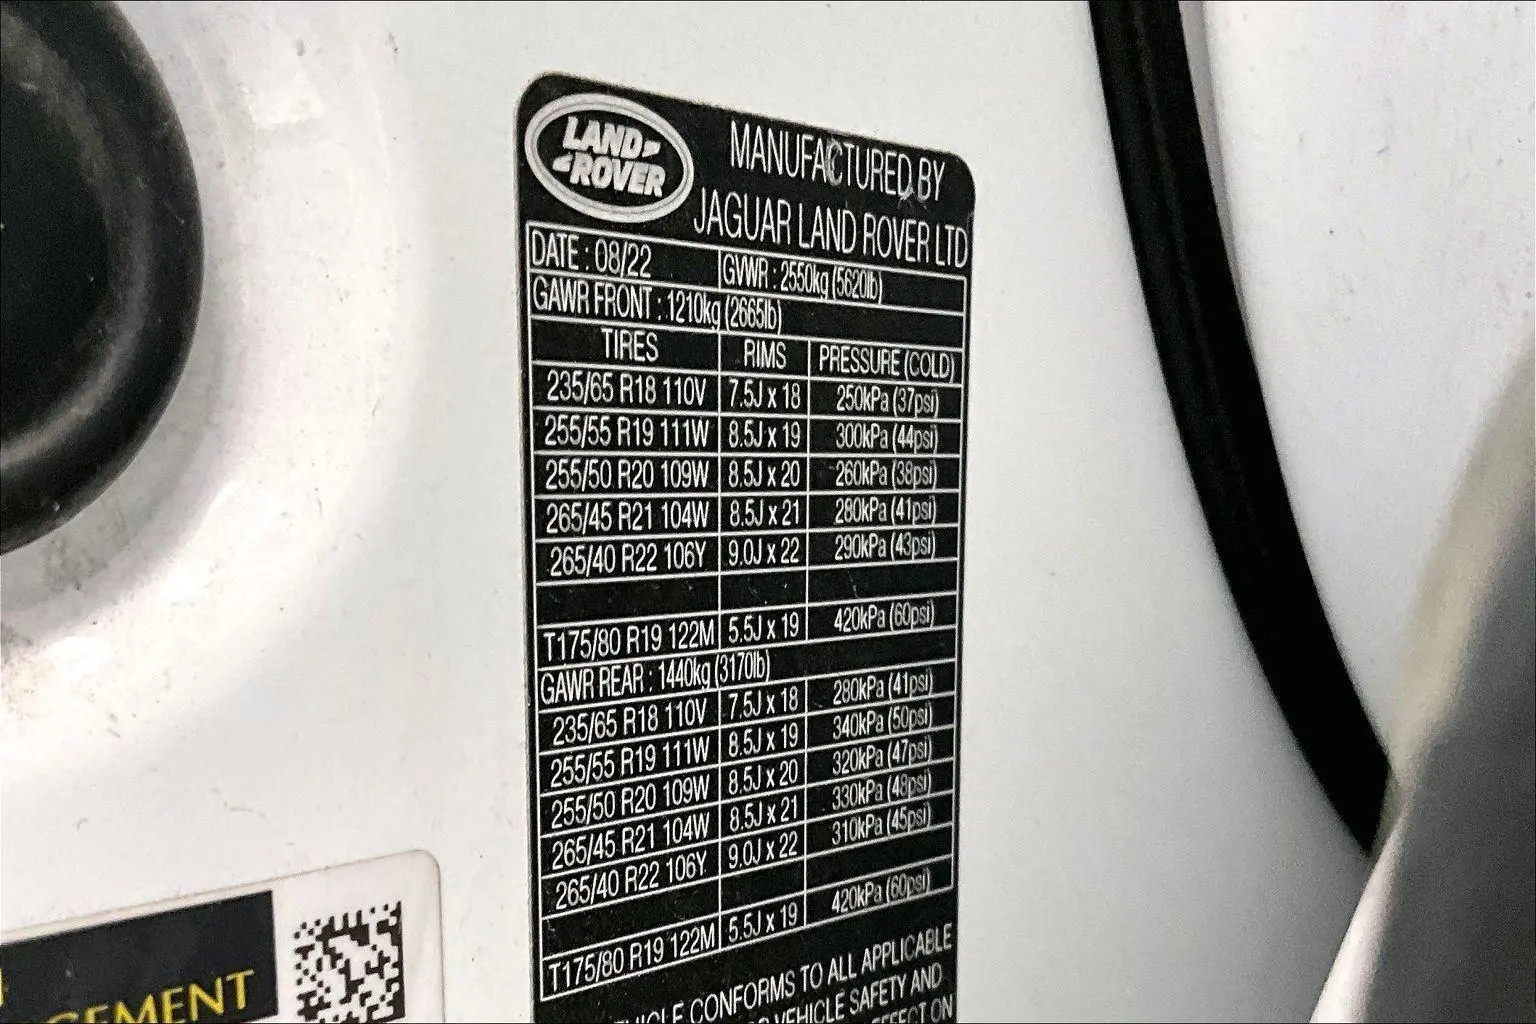 LAND
ROVER
MANUFACTURED BY
JAGUAR LAND ROVER LTD
DATE : 08/22 GVWR : 2550kg (5620lb)
GAWR FRONT : 1210kg (2665lb)
TIRES RIMS PRESSURE (COLD)
235/65 R18 110V 7.5J x 18 250kPa (37psi)
255/55 R19 111W 8.5J x 19 300kPa (44psi)
255/50 R20 109W 8.5J x 20 260kPa (38psi)
265/45 R21 104W 8.5J x 21 280kPa (41psi)
265/40 R22 106Y 9.0J x 22 290kPa (43psi)
T175/80 R19 122M 5.5J x 19 420kPa (60psi)
GAWR REAR : 1440kg (3170lb)
235/65 R18 110V 7.5J x 18 280kPa (41psi)
255/55 R19 111W 8.5J x 19 340kPa (50psi)
255/50 R20 109W 8.5J x 20 320kPa (47psi)
265/45 R21 104W 8.5J x 21 330kPa (48psi)
265/40 R22 106Y 9.0J x 22 310kPa (45psi)
T175/80 R19 122M 5.5J x 19 420kPa (60psi)
CONFORMS TO ALL APPLICABLE
VEHICLE SAFETY AND
EFFECT ON